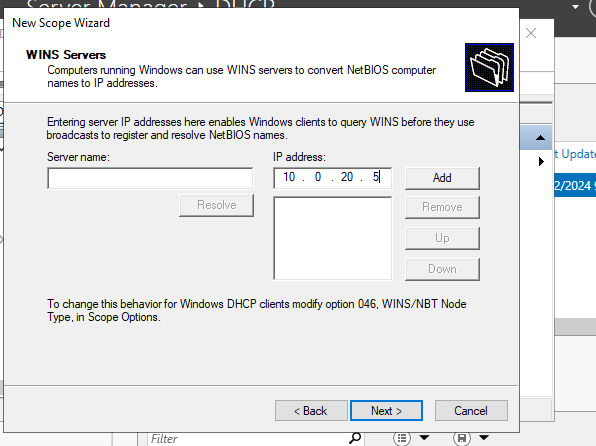 Server Manager • DHCP
New Scope Wizard
WINS Servers
Computers running Windows can use WINS servers to convert NetBIOS computer
names to IP addresses.
Entering server IP addresses here enables Windows clients to query WINS before they use
broadcasts to register and resolve NetBIOS names.
Server name:
IP address:
10 . 0 . 20 . 5
Add
Resolve
Remove
Up
Down
To change this behavior for Windows DHCP clients modify option 046, WINS/NBT Node
Type, in Scope Options.
< Back
Next >
Cancel
t Update
2/2024 9
Filter